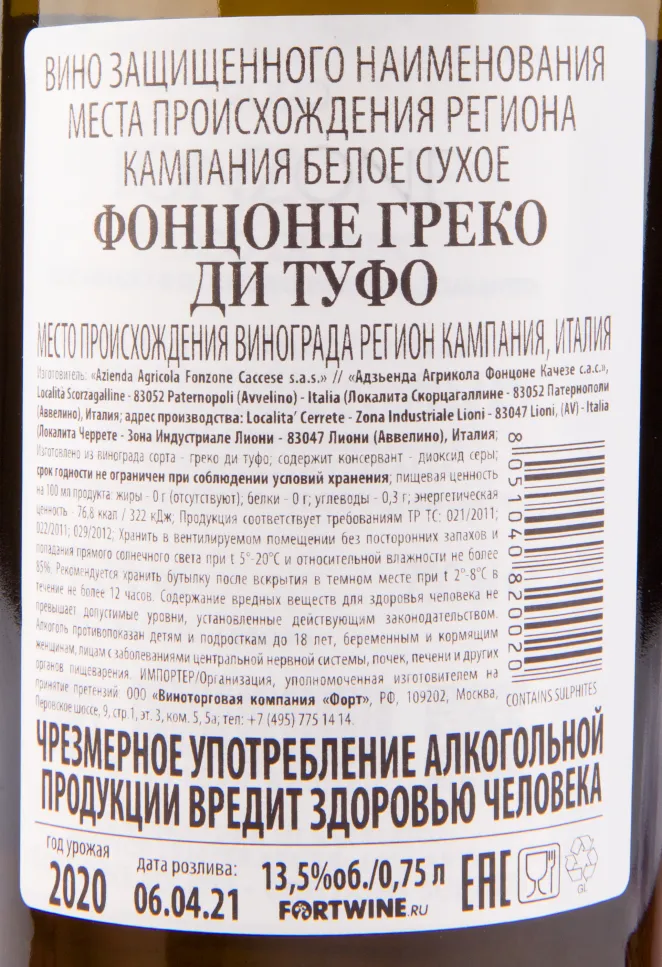 ВИНО ЗАЩИЩЕННОГО НАИМЕНОВАНИЯ
МЕСТА ПРОИСХОЖДЕНИЯ РЕГИОНА
КАМПАНИЯ БЕЛОЕ СУХОЕ
ФОНЦОНЕ ГРЕКО
ДИ ТУФО
МЕСТО ПРОИСХОЖДЕНИЯ ВИНОГРАДА РЕГИОН КАМПАНИЯ, ИТАЛИЯ
Изготовитель: «Azienda Agricola Fonzone Caccese s.a.s.» // «Адзьенда Агрикола Фонцоне Качезе с.а.с.»,
Località Scorzagalline - 83052 Paternopoli (Avvelino) - Italia (Локалита Скорцагаллине - 83052 Патернополи
(Авеллино), Италия; адрес производства: Localita' Cerrete - Zona Industriale Lioni - 83047 Lioni, (AV) - Italia
(Локалита Черрете - Зона Индустриале Лиони - 83047 Лиони (Авеллино), Италия;
Изготовлено из винограда сорта - греко ди туфо; содержит консервант - диоксид серы;
срок годности не ограничен при соблюдении условий хранения; пищевая ценность
на 100 мл продукта: жиры - 0 г (отсутствуют); белки - 0 г; углеводы - 0,3 г; энергетическая
ценность - 76,8 ккал / 322 кДж; Продукция соответствует требованиям ТР ТС: 021/2011;
022/2011; 029/2012; Хранить в вентилируемом помещении без посторонних запахов и
попадания прямого солнечного света при t 5°-20°C и относительной влажности не более
85%. Рекомендуется хранить бутылку после вскрытия в темном месте при t 2°-8°C в
течение не более 12 часов. Содержание вредных веществ для здоровья человека не
превышает допустимые уровни, установленные действующим законодательством.
Алкоголь противопоказан детям и подросткам до 18 лет, беременным и кормящим
женщинам, лицам с заболеваниями центральной нервной системы, почек, печени и других
органов пищеварения. ИМПОРТЕР/Организация, уполномоченная изготовителем на
принятие претензий: ООО «Виноторговая компания «Форт», РФ, 109202, Москва,
Перовское шоссе, 9, стр.1, эт. 3, ком. 5, 5а; тел: +7 (495) 775 14 14.
8 051040 820020
CONTAINS SULPHITES
ЧРЕЗМЕРНОЕ УПОТРЕБЛЕНИЕ АЛКОГОЛЬНОЙ
ПРОДУКЦИИ ВРЕДИТ ЗДОРОВЬЮ ЧЕЛОВЕКА
год урожая
2020
дата розлива:
06.04.21
13,5%об./0,75 л
FORTWINE.RU
EAC
GL